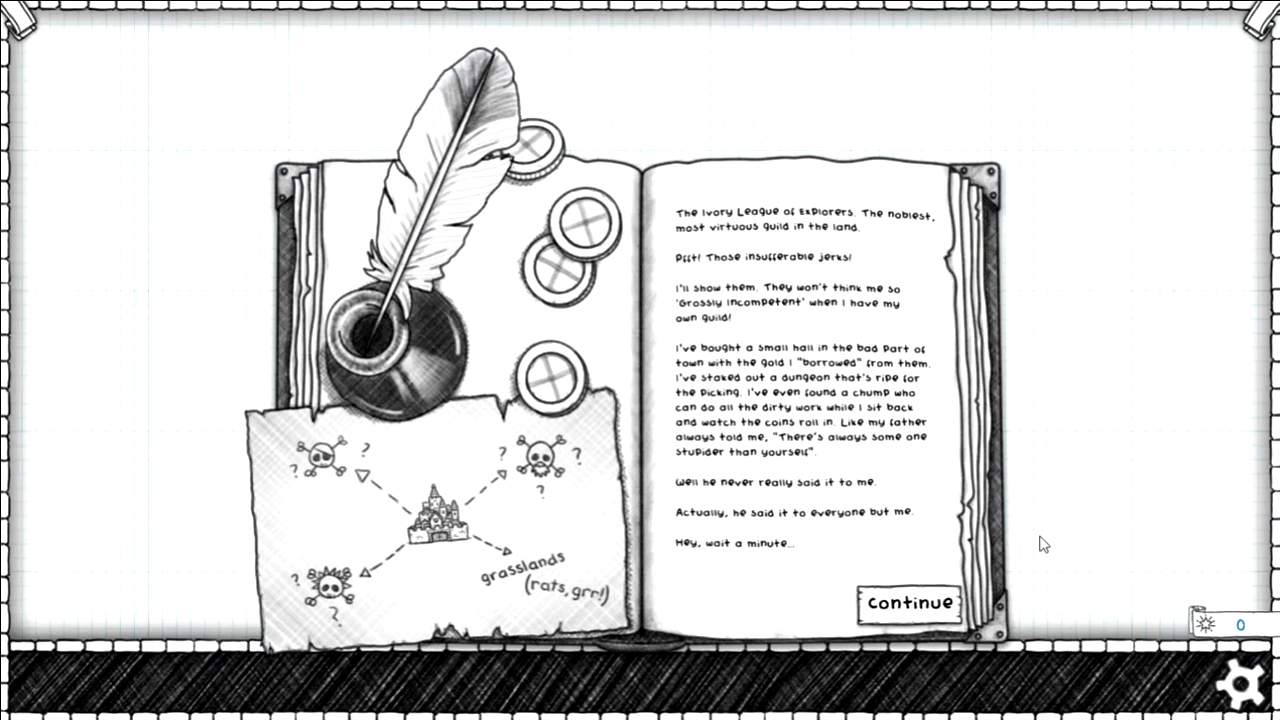 The Ivory League of Explorers. The noblest,
most virtuous guild in the land.
Pfft! Those insufferable jerks!
I'll show them. They won't think me so
'Grossly Incompetent' when I have my
own guild!
I've bought a small hall in the bad part of
town with the gold I "borrowed" from them.
I've staked out a dungeon that's ripe for
the picking. I've even found a chump who
can do all the dirty work while I sit back
and watch the coins roll in. Like my father
always told me, "There's always some one
stupider than yourself".
Well he never really said it to me.
Actually, he said it to everyone but me.
Hey, wait a minute...
? ?
? ? ?
? ?
grasslands
(rats, grr!)
continue
0